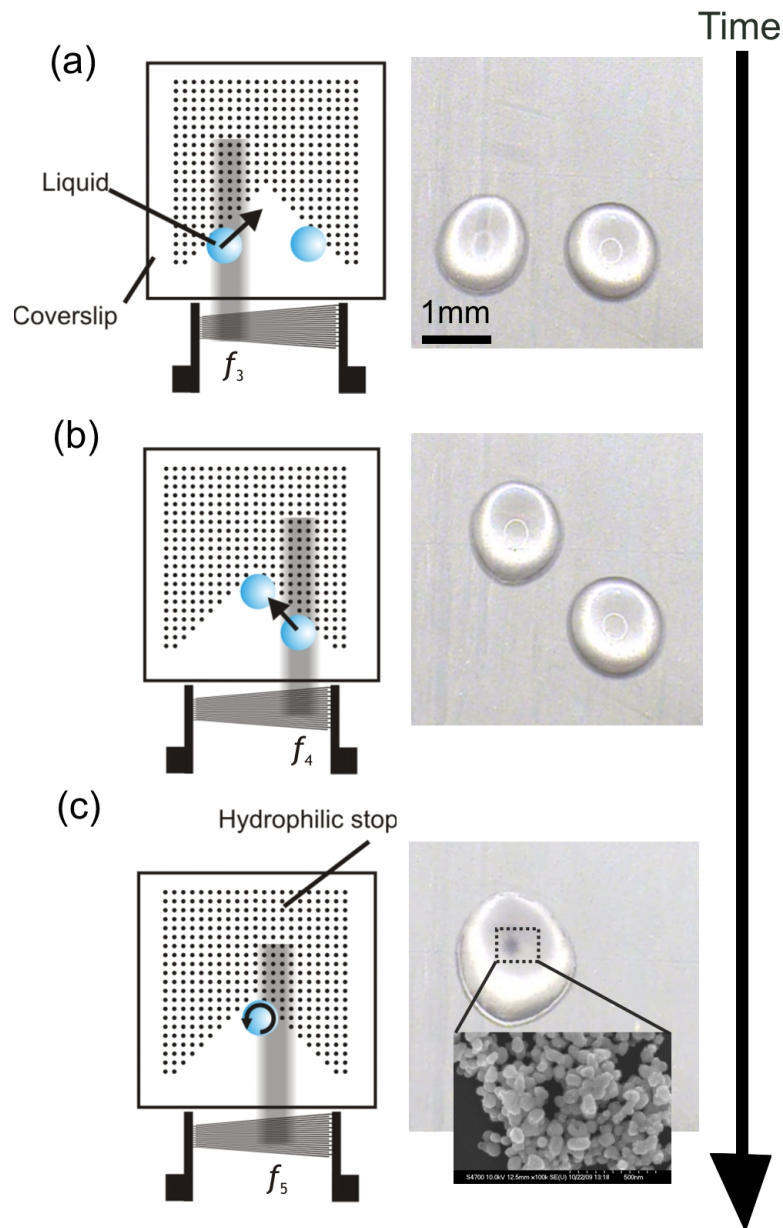 Time
(a)
Liquid
Coverslip
1mm
f3
(b)
f4
(c)
Hydrophilic stop
f5
S4700 10.0kV 12.5mm x100k SE(U) 10/22/09 13:18 500nm